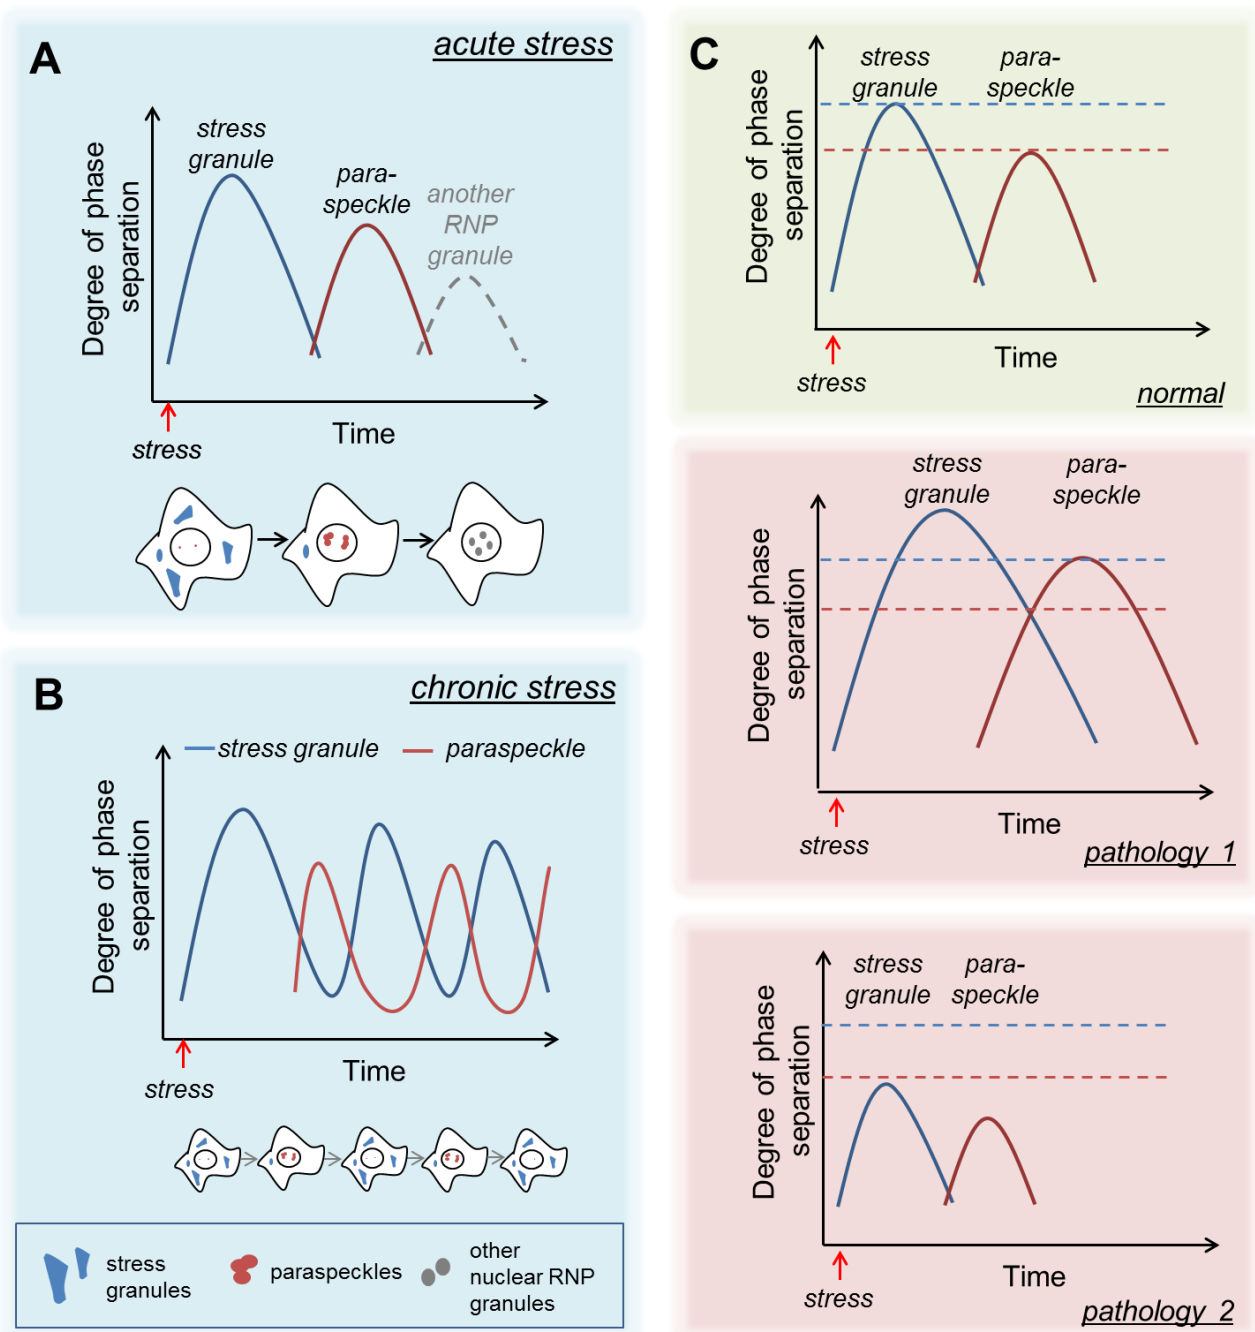 A
acute stress
stress
granule
para-
speckle
another
RNP
granule
Degree of phase
separation
Time
stress
B
chronic stress
stress granule
paraspeckle
Degree of phase
separation
Time
stress
stress
granules
paraspeckles
other
nuclear RNP
granules
C
stress
granule
para-
speckle
Degree of phase
separation
Time
stress
normal
stress
granule
para-
speckle
Degree of phase
separation
Time
stress
pathology 1
stress
granule
para-
speckle
Degree of phase
separation
Time
stress
pathology 2